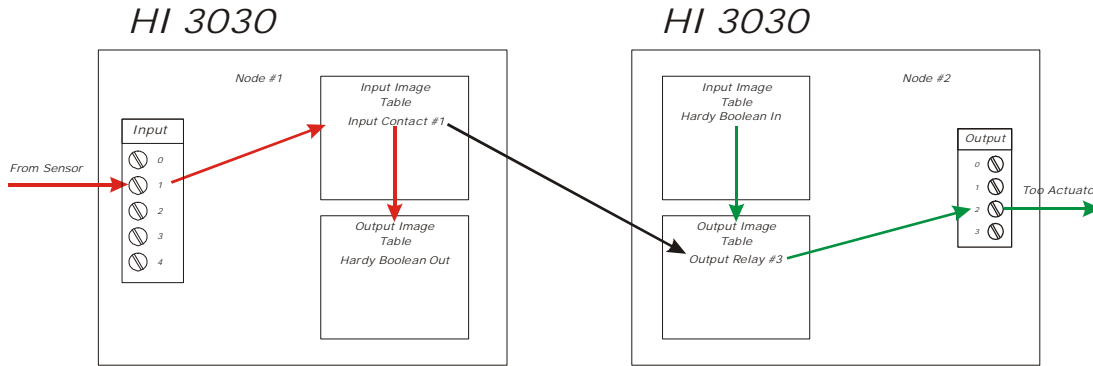 HI 3030
HI 3030
Node #1
Node #2
Input Image
Table
Input Contact #1
Input Image
Table
Hardy Boolean In
Input
0
1
2
3
4
From Sensor
Output
0
1
2
3
Too Actuato
Output Image
Table
Hardy Boolean Out
Output Image
Table
Output Relay #3